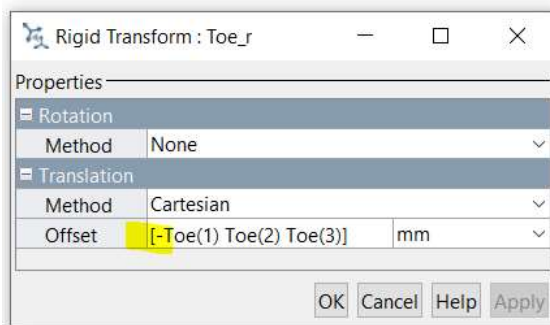 Rigid Transform : Toe_r
Properties
Rotation
Method None
Translation
Method Cartesian
Offset [-Toe(1) Toe(2) Toe(3)] mm
OK Cancel Help Apply